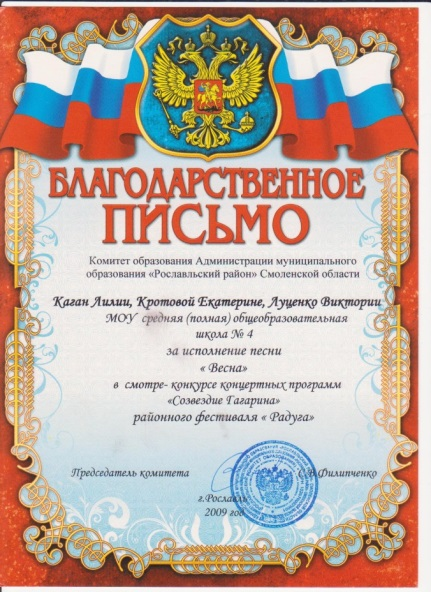 БЛАГОДАРСТВЕННОЕ
ПИСЬМО
Комитет образования Администрации муниципального
образования «Рославльский район» Смоленской области
Каган Лилии, Кротовой Екатерине, Луценко Виктории
МОУ средняя (полная) общеобразовательная
школа № 4
за исполнение песни
« Весна»
в смотре- конкурсе концертных программ
«Созвездие Гагарина»
районного фестиваля « Радуга»
Председатель комитета С.В.Филипченко
г.Рославль
2009 год